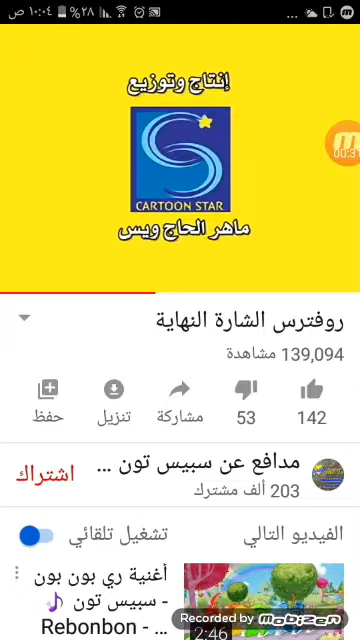 ١٠:٠٤ ص
٢٨%
إنتاج وتوزيع
CARTOON STAR
ماهر الحاج ويس
00:31
روفترس الشارة النهاية
139,094 مشاهدة
142
53
مشاركة
تنزيل
حفظ
مدافع عن سبيس تون ...
203 ألف مشترك
اشتراك
الفيديو التالي
تشغيل تلقائي
أغنية ري بون بون
- سبيس تون 🎵
Rebonbon - ...
2:46
Recorded by mobizen